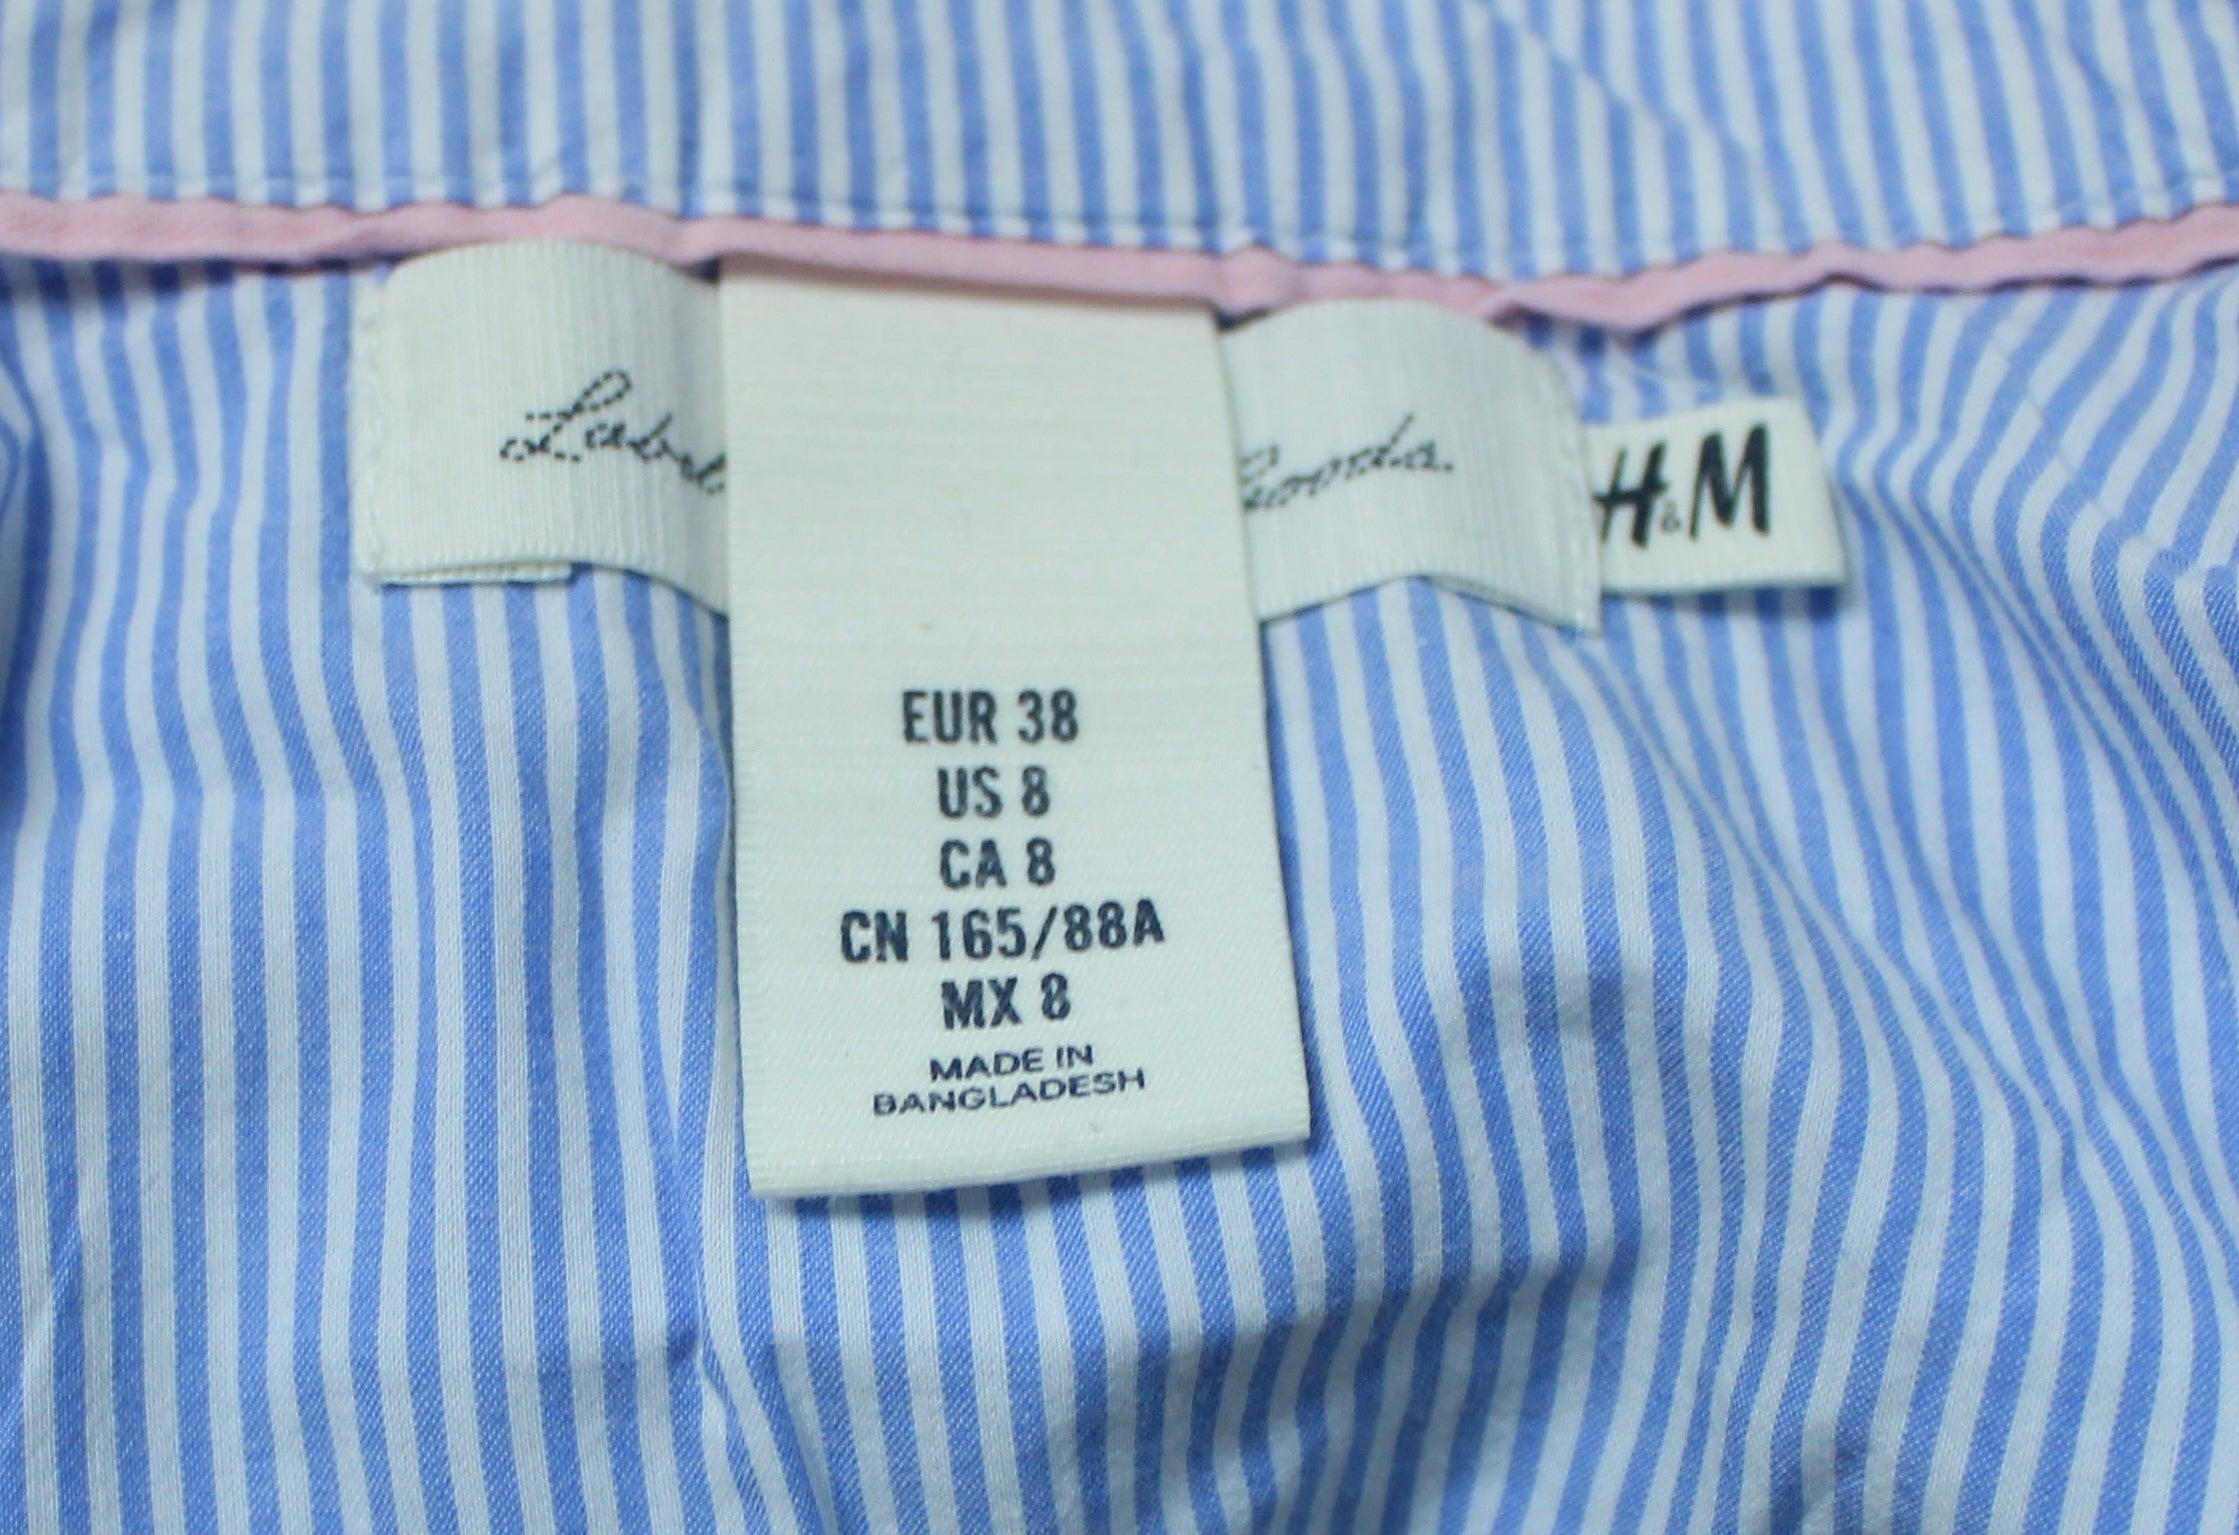 H&M
EUR 38
US 8
CA 8
CN 165/88A
MX 8
MADE IN
BANGLADESH